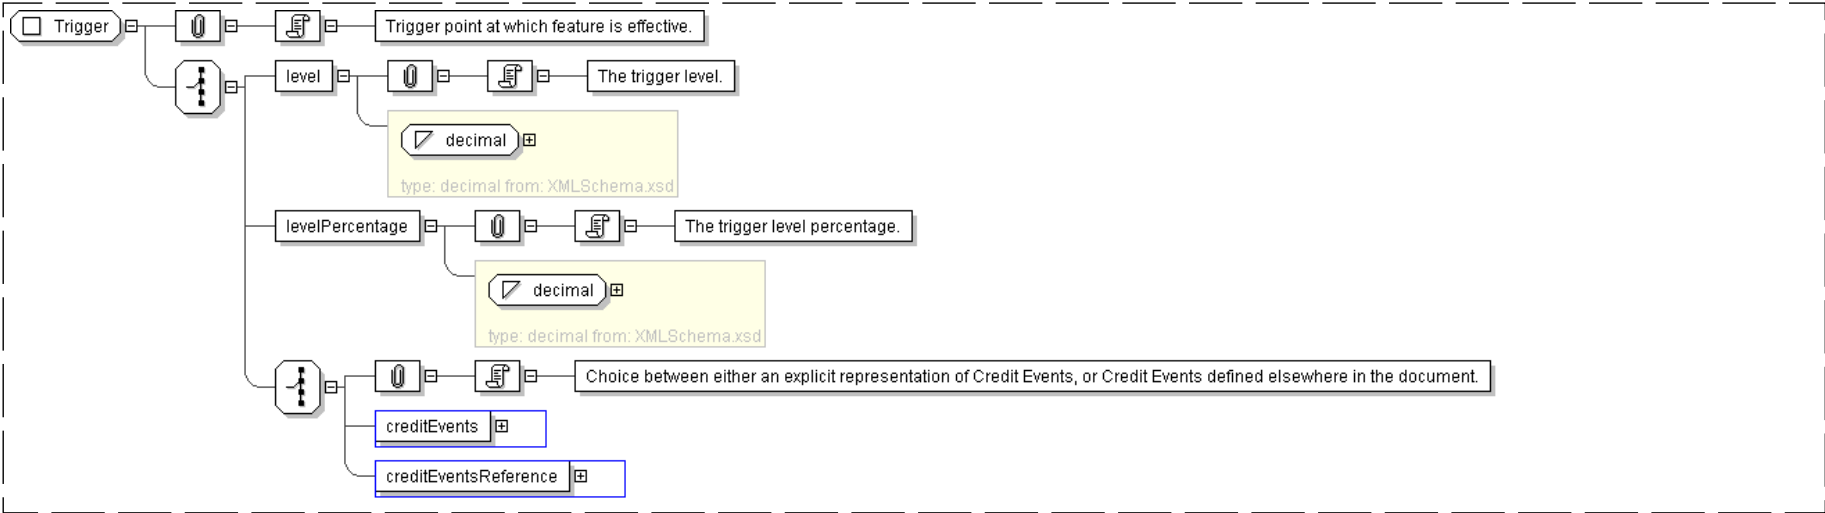 Trigger
Trigger point at which feature is effective.
level
The trigger level.
decimal
type: decimal from: XMLSchema.xsd
levelPercentage
The trigger level percentage.
decimal
type: decimal from: XMLSchema.xsd
Choice between either an explicit representation of Credit Events, or Credit Events defined elsewhere in the document.
creditEvents
creditEventsReference